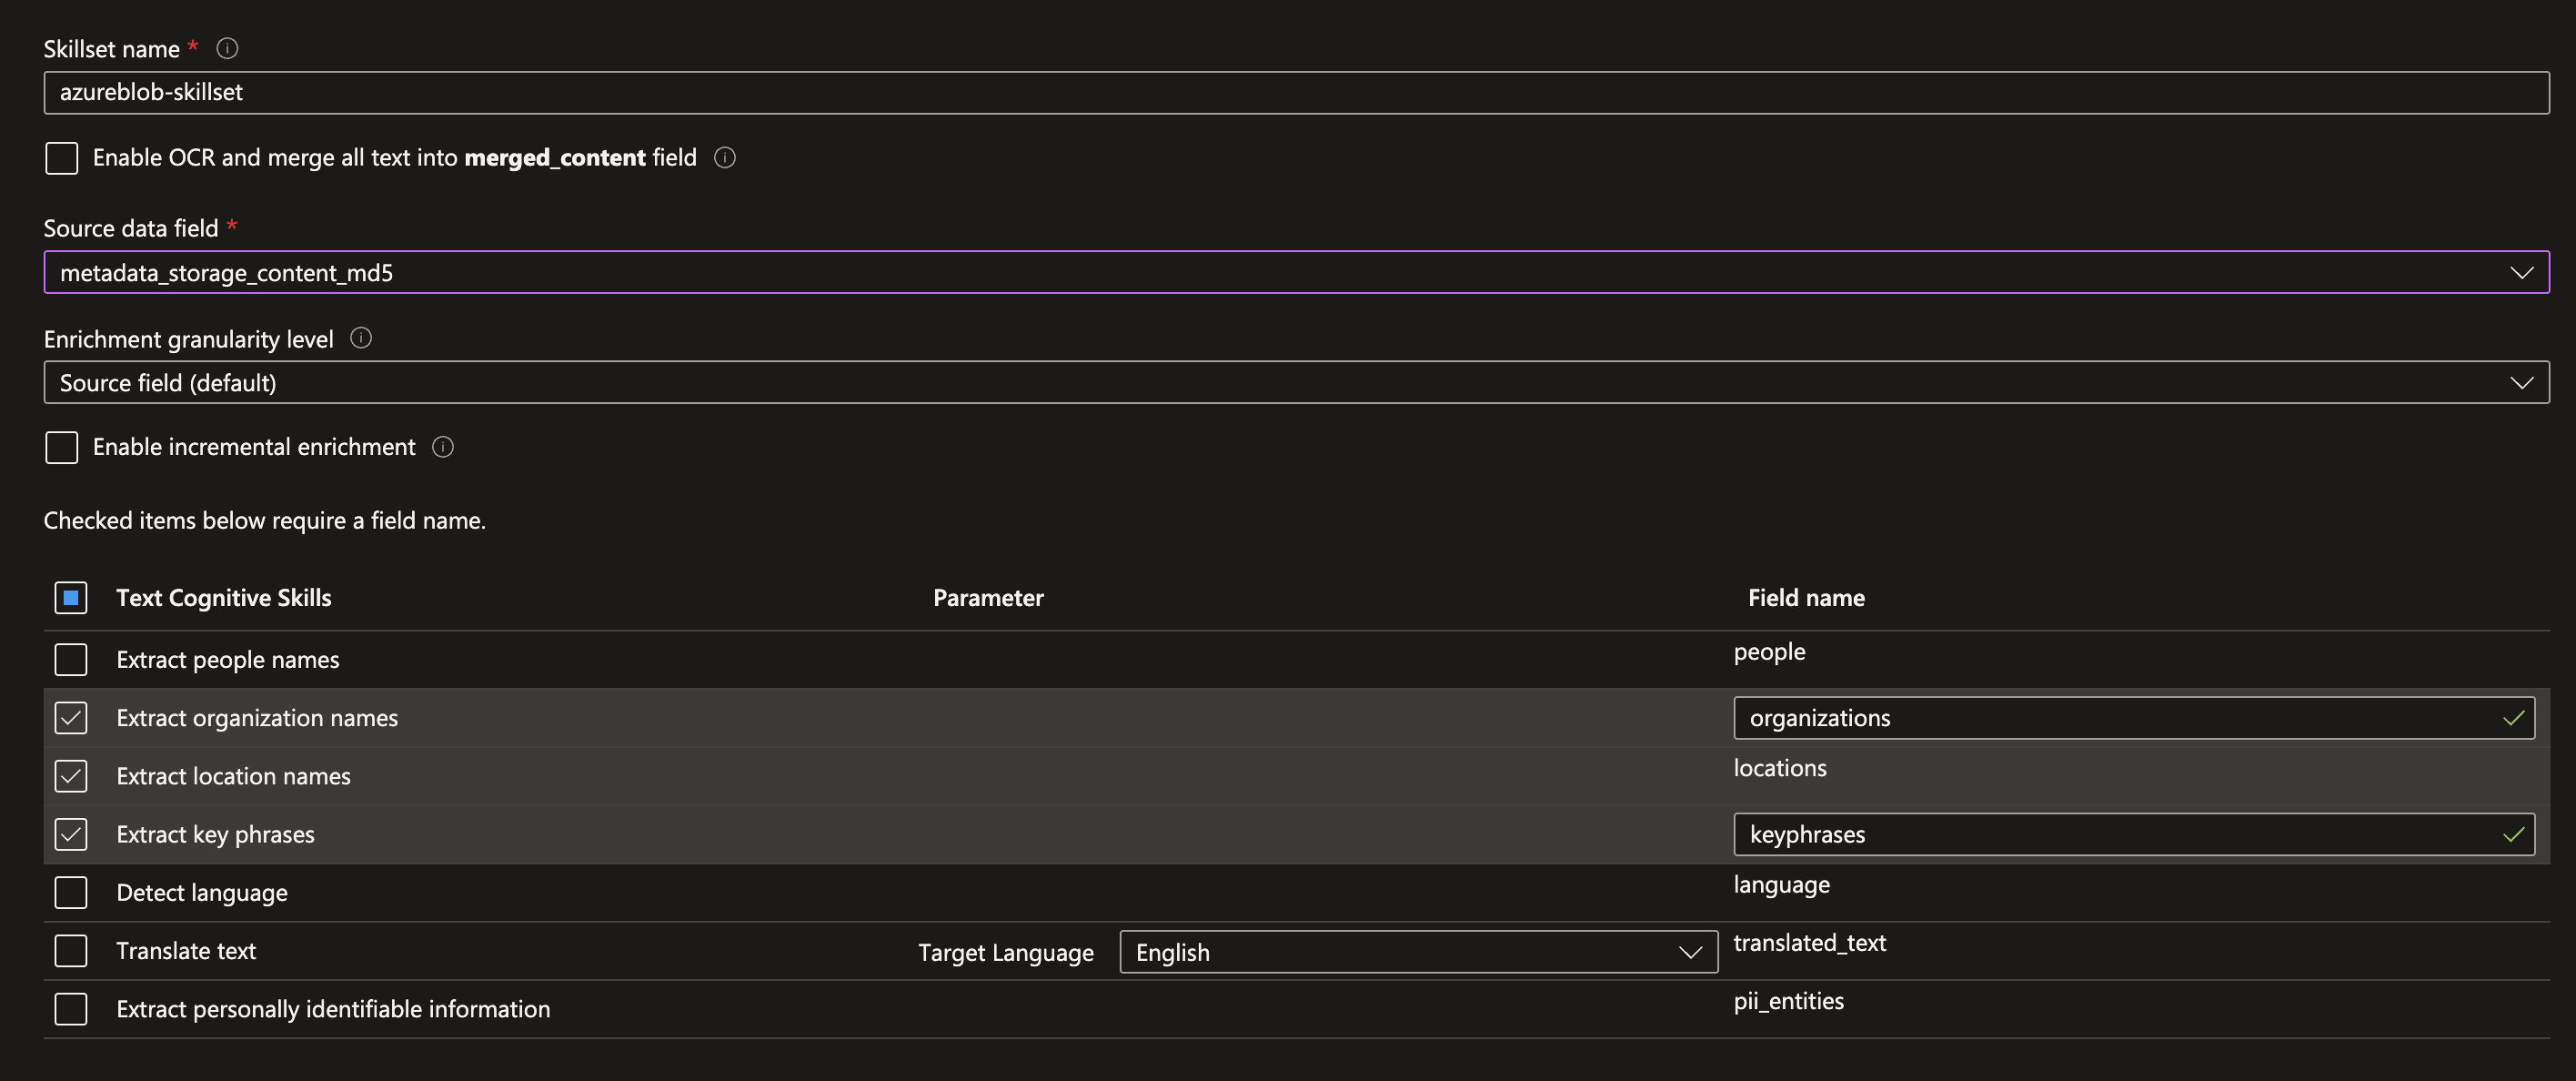 Skillset name *
azureblob-skillset
Enable OCR and merge all text into merged_content field
Source data field *
metadata_storage_content_md5
Enrichment granularity level
Source field (default)
Enable incremental enrichment
Checked items below require a field name.
Text Cognitive Skills Parameter Field name
Extract people names people
Extract organization names organizations
Extract location names locations
Extract key phrases keyphrases
Detect language language
Translate text Target Language English translated_text
Extract personally identifiable information pii_entities